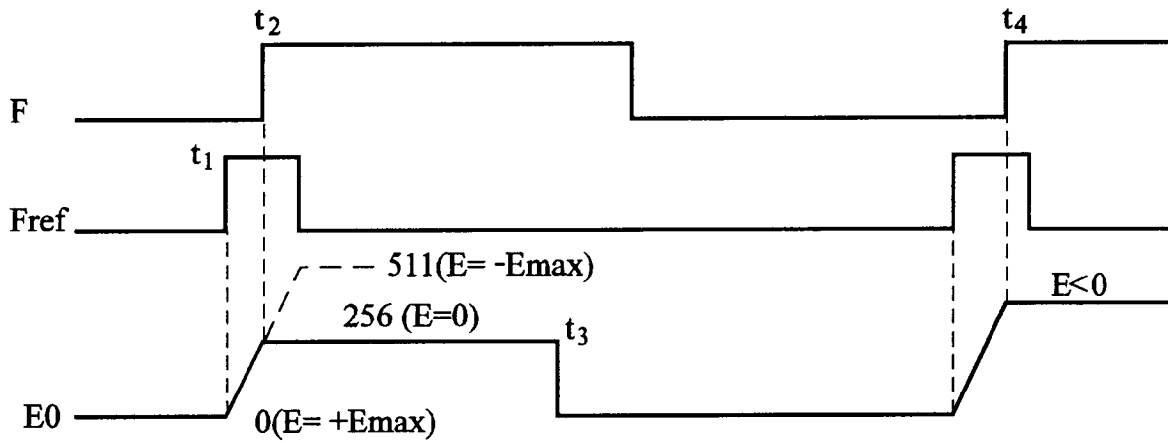 t2
t4
F
t1
Fref
511(E= -Emax)
E<0
256 (E=0)
t3
E0
0(E= +Emax)